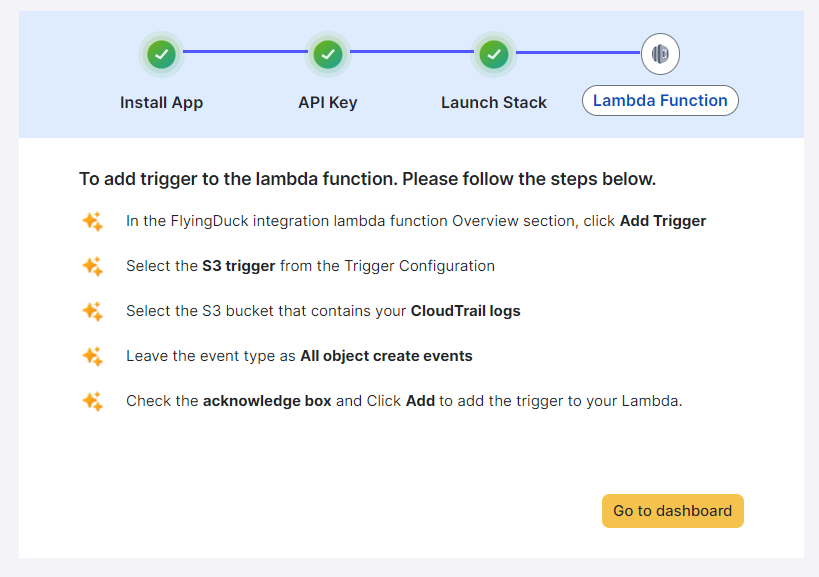 Install App
API Key
Launch Stack
Lambda Function
To add trigger to the lambda function. Please follow the steps below.
In the FlyingDuck integration lambda function Overview section, click Add Trigger
Select the S3 trigger from the Trigger Configuration
Select the S3 bucket that contains your CloudTrail logs
Leave the event type as All object create events
Check the acknowledge box and Click Add to add the trigger to your Lambda.
Go to dashboard